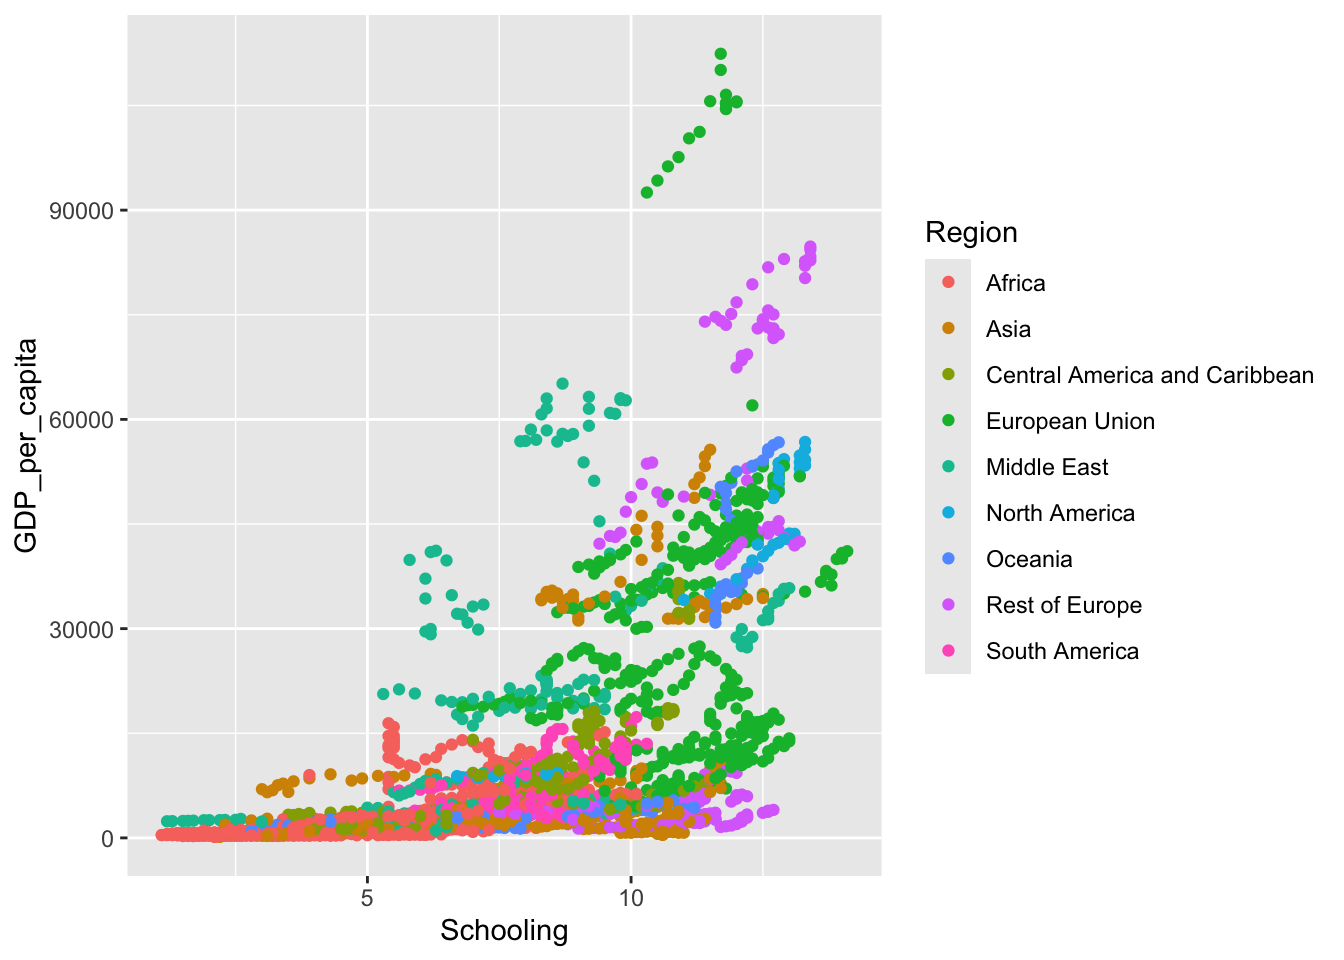 GDP_per_capita
90000
60000
30000
0
5
10
Schooling
Region
Africa
Asia
Central America and Caribbean
European Union
Middle East
North America
Oceania
Rest of Europe
South America